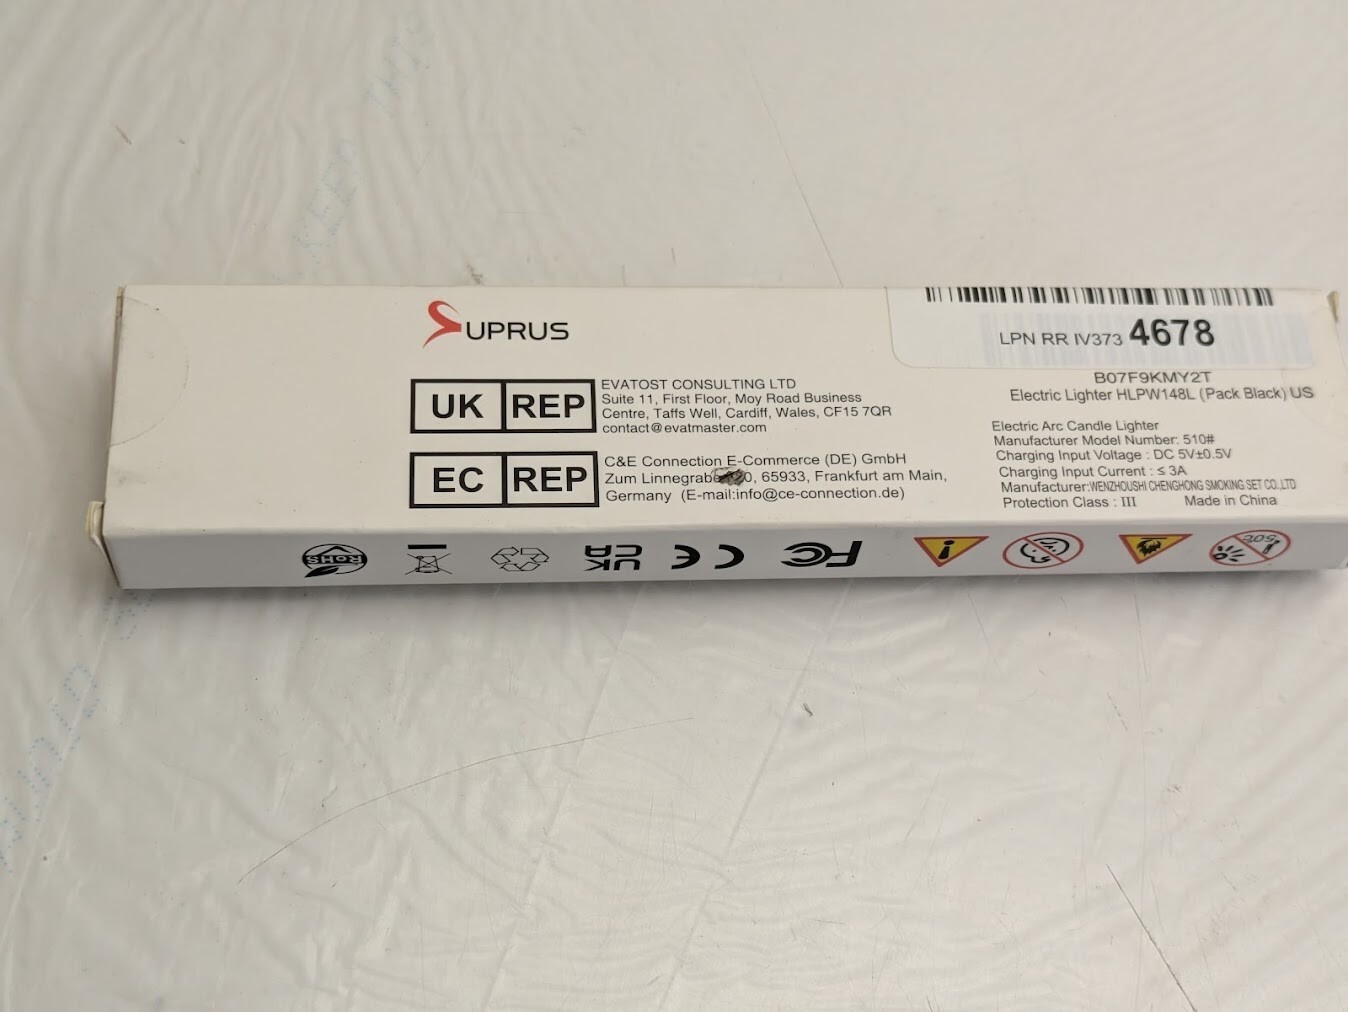 SUPRUS
UK REP
EVATOST CONSULTING LTD
Suite 11, First Floor, Moy Road Business
Centre, Taffs Well, Cardiff, Wales, CF15 7QR
contact@evatmaster.com
EC REP
C&E Connection E-Commerce (DE) GmbH
Zum 0, 65933, Frankfurt am Main,
Germany (E-mail:info@ce-connection.de)
LPN RR IV373 4678
B07F9KMY2T
Electric Lighter HLPW148L (Pack Black) US
Electric Arc Candle Lighter
Manufacturer Model Number: 510#
Charging Input Voltage : DC 5V±0.5V
Charging Input Current : ≤ 3A
Manufacturer:WENZHOUSHI CHENGHONG SMOKING SET CO.,LTD
Protection Class : III Made in China
RoHS
UK CA
CE
FC
50℃